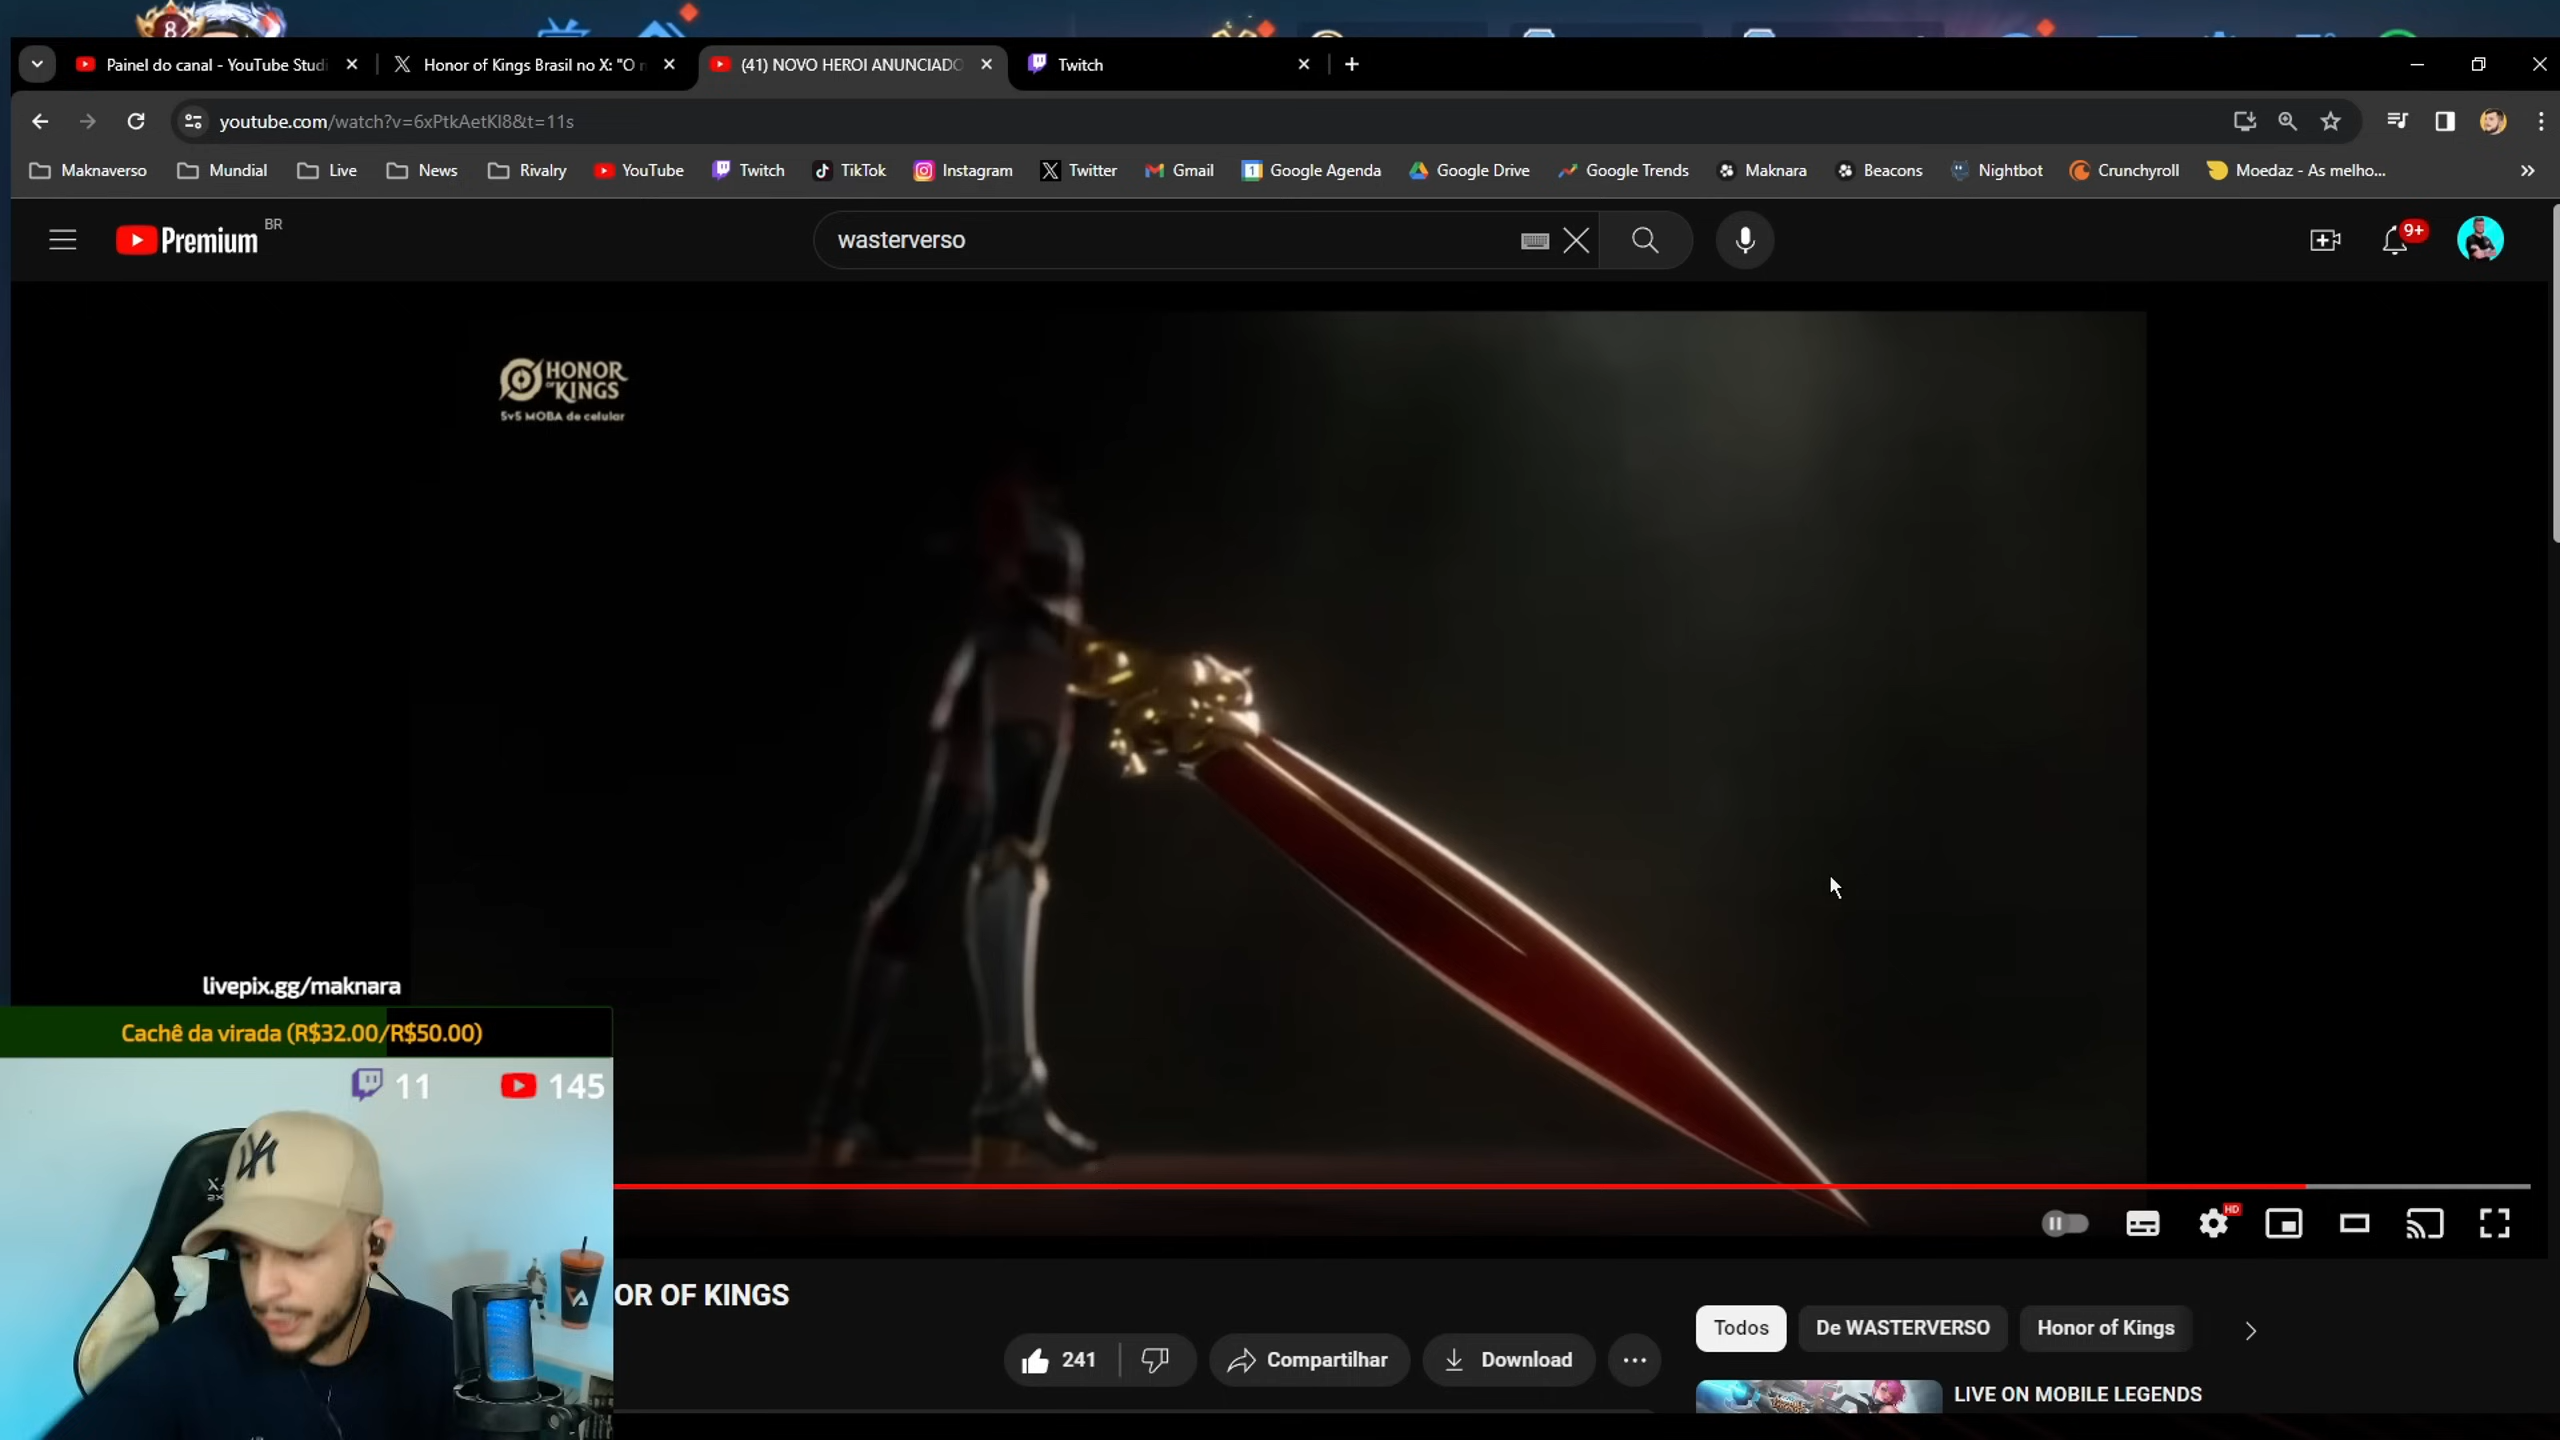 8
Painel do canal - YouTube Studi
Honor of Kings Brasil no X: "O n
(41) NOVO HEROI ANUNCIADO
Twitch
youtube.com/watch?v=6xPtkAetKl8&t=11s
Maknaverso
Mundial
Live
News
Rivalry
YouTube
Twitch
TikTok
Instagram
Twitter
Gmail
Google Agenda
Google Drive
Google Trends
Maknara
Beacons
Nightbot
Crunchyroll
Moedaz - As melho...
Premium BR
wasterverso
9+
HONOR
OF KINGS
5v5 MOBA de celular
livepix.gg/maknara
Cachê da virada (R$32.00/R$50.00)
11
145
HD
OR OF KINGS
241
Compartilhar
Download
Todos
De WASTERVERSO
Honor of Kings
LIVE ON MOBILE LEGENDS